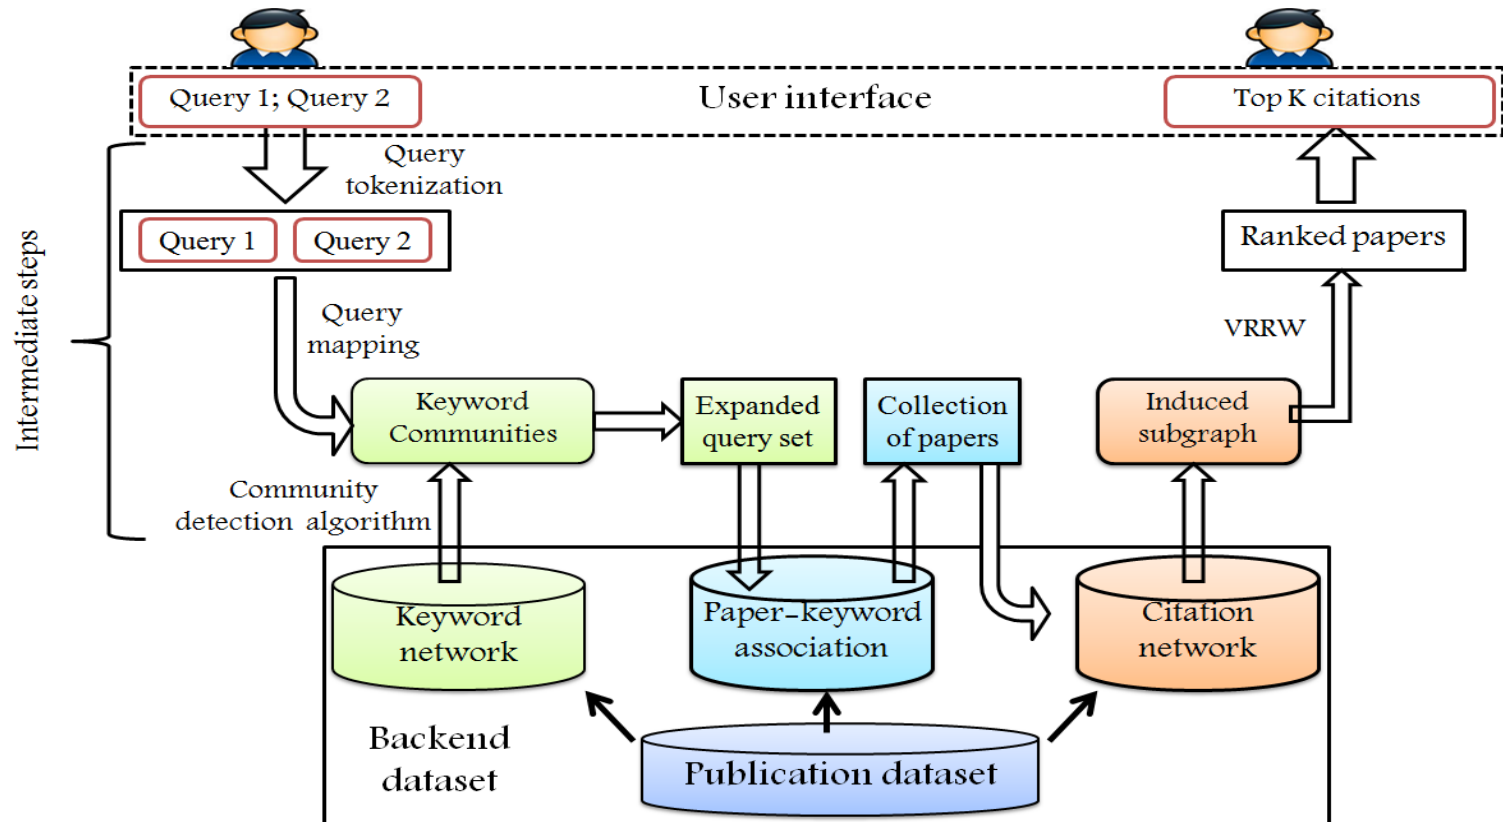 Query 1; Query 2
User interface
Top K citations
Query
tokenization
Query 1
Query 2
Ranked papers
Intermediate steps
Query
mapping
VRRW
Keyword
Communities
Expanded
query set
Collection
of papers
Induced
subgraph
Community
detection algorithm
Keyword
network
Paper-keyword
association
Citation
network
Backend
dataset
Publication dataset